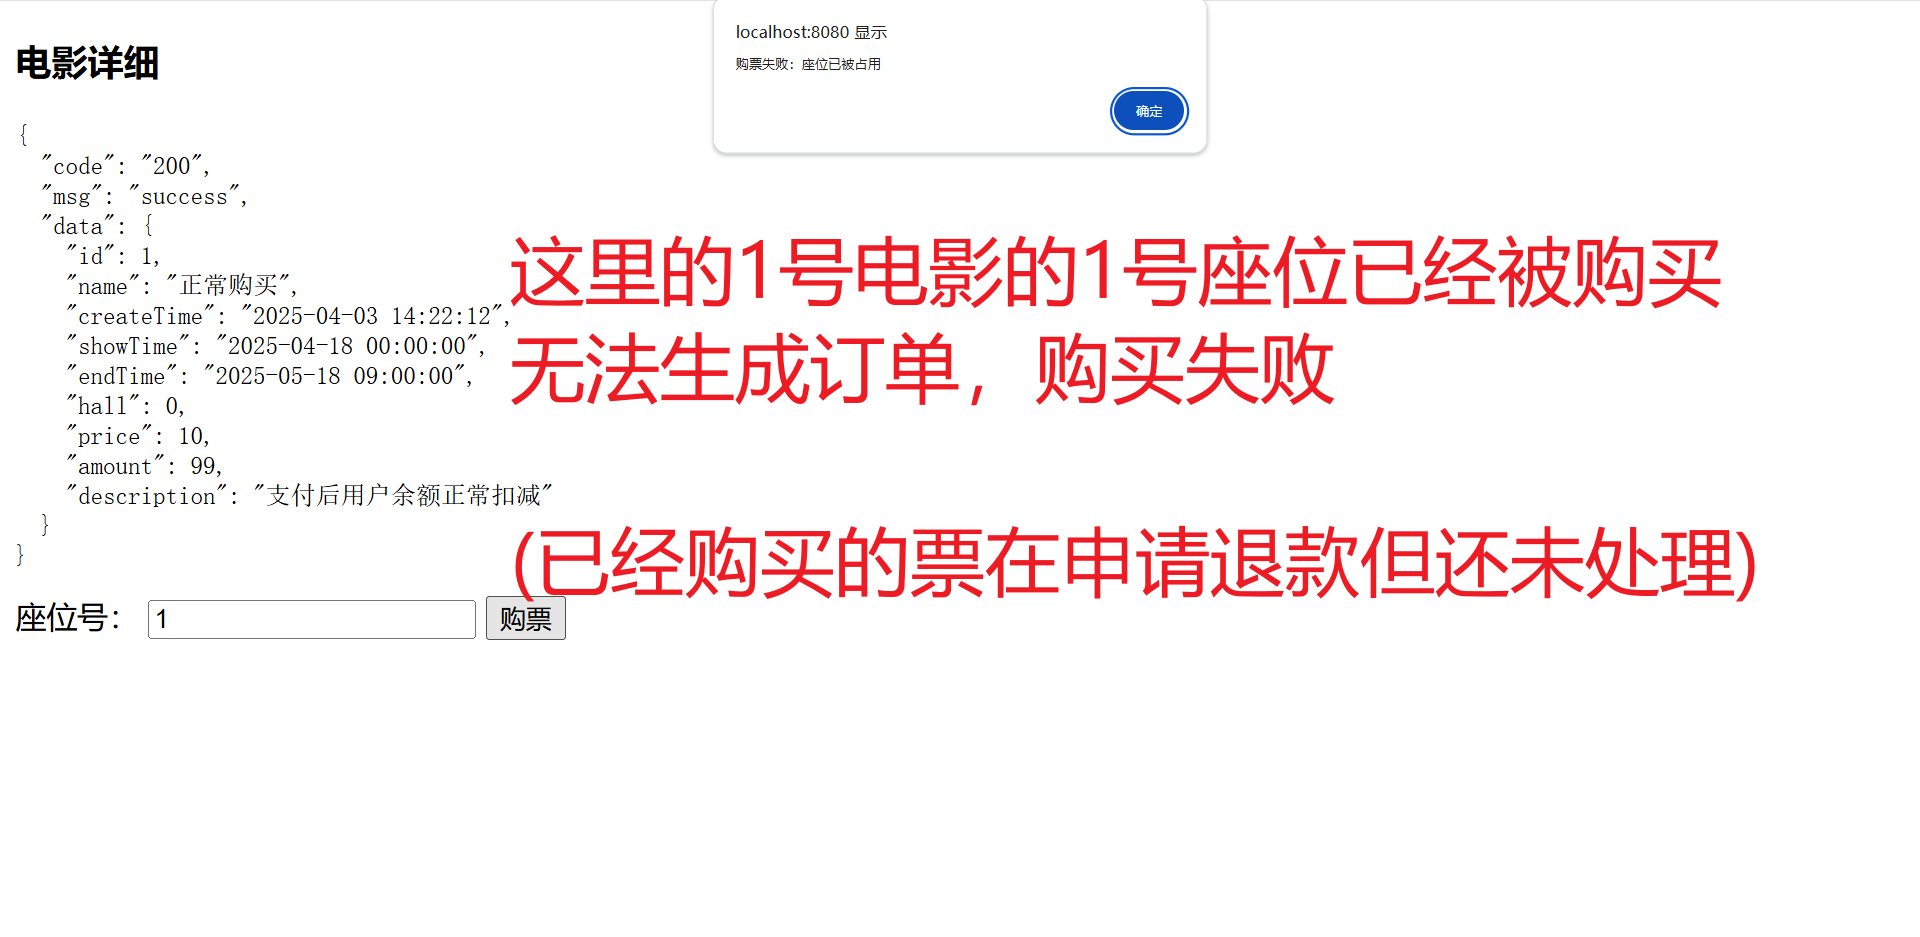 localhost:8080 显示
购票失败：座位已被占用
确定
电影详细
{
"code": "200",
"msg": "success",
"data": {
"id": 1,
"name": "正常购买",
"createTime": "2025-04-03 14:22:12",
"showTime": "2025-04-18 00:00:00",
"endTime": "2025-05-18 09:00:00",
"hall": 0,
"price": 10,
"amount": 99,
"description": "支付后用户余额正常扣减"
}
}
这里的1号电影的1号座位已经被购买
无法生成订单，购买失败
(已经购买的票在申请退款但还未处理)
座位号： 1 购票